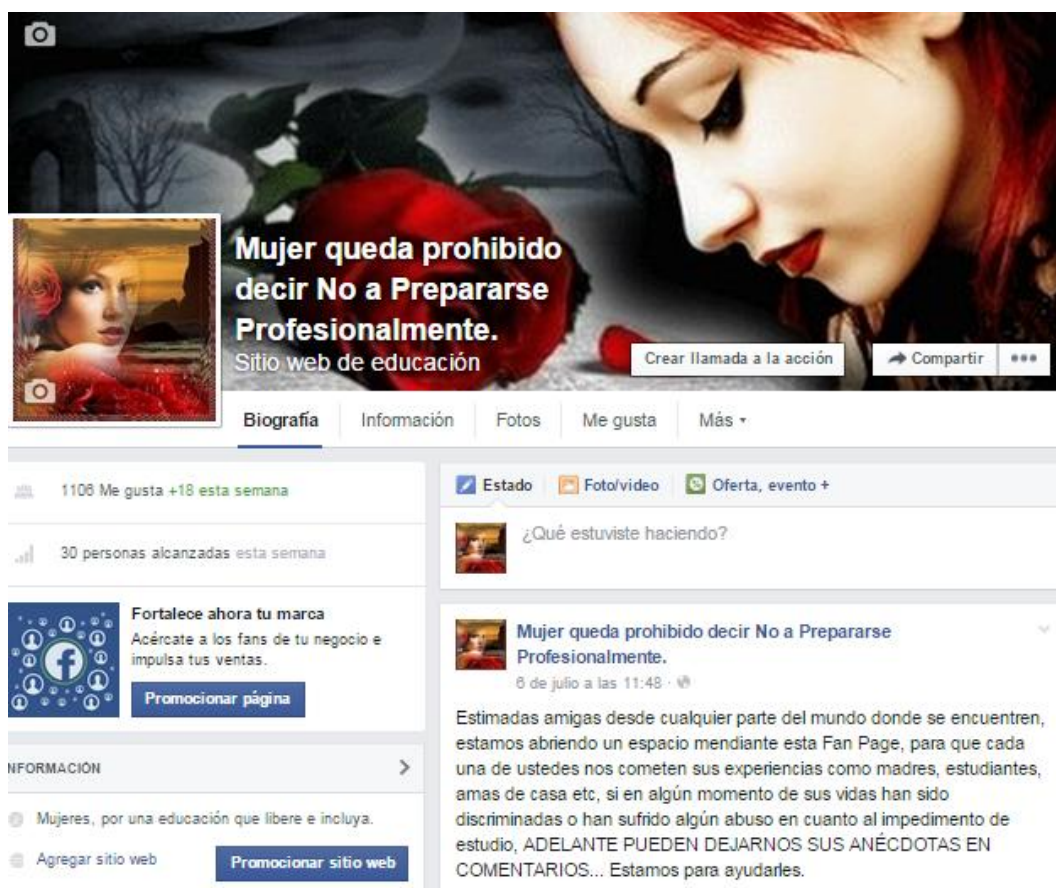 Mujer queda prohibido
decir No a Prepararse
Profesionalmente.
Sitio web de educación
Crear llamada a la acción
Compartir
Biografía
Información
Fotos
Me gusta
Más
1106 Me gusta +18 esta semana
30 personas alcanzadas esta semana
Fortalece ahora tu marca
Acércate a los fans de tu negocio e
impulsa tus ventas.
Promocionar página
NFORMACIÓN
Mujeres, por una educación que libere e incluya.
Agregar sitio web
Promocionar sitio web
Estado
Foto/video
Oferta, evento +
¿Qué estuviste haciendo?
Mujer queda prohibido decir No a Prepararse
Profesionalmente.
6 de julio a las 11:48 ·
Estimadas amigas desde cualquier parte del mundo donde se encuentren,
estamos abriendo un espacio mendiante esta Fan Page, para que cada
una de ustedes nos cometen sus experiencias como madres, estudiantes,
amas de casa etc, si en algún momento de sus vidas han sido
discriminadas o han sufrido algún abuso en cuanto al impedimento de
estudio, ADELANTE PUEDEN DEJARNOS SUS ANÉCDOTAS EN
COMENTARIOS... Estamos para ayudarles.